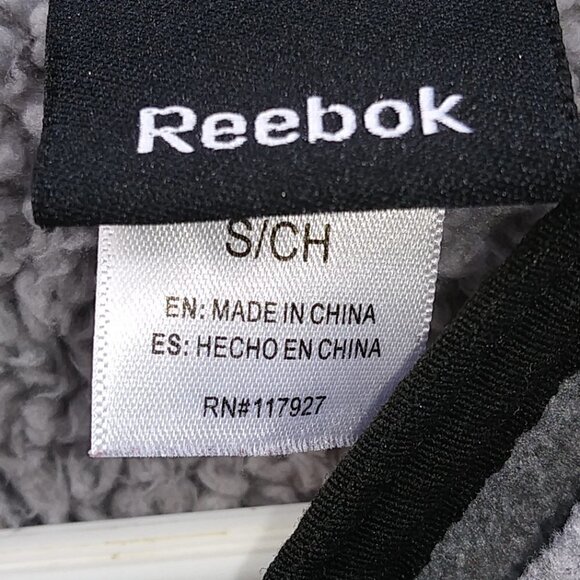 Reebok
S/CH
EN: MADE IN CHINA
ES: HECHO EN CHINA
RN#117927